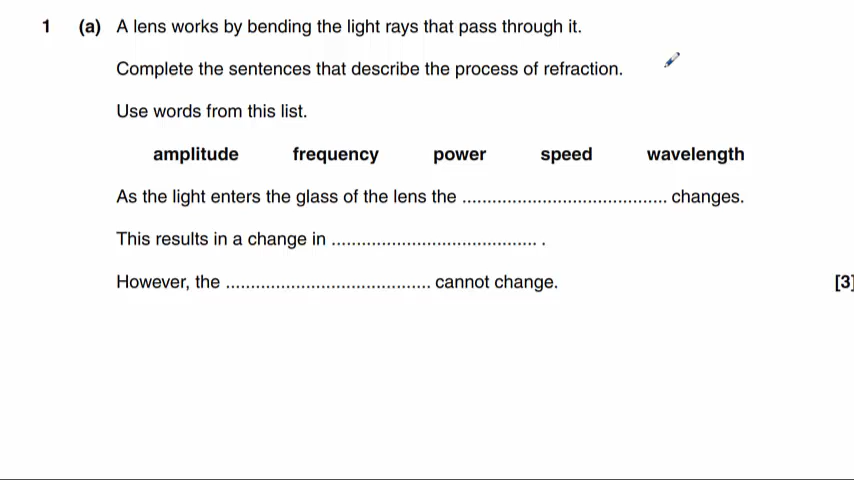 1 (a) A lens works by bending the light rays that pass through it.
Complete the sentences that describe the process of refraction.
Use words from this list.
amplitude frequency power speed wavelength
As the light enters the glass of the lens the ......................................... changes.
This results in a change in ......................................... .
However, the ......................................... cannot change. [3]